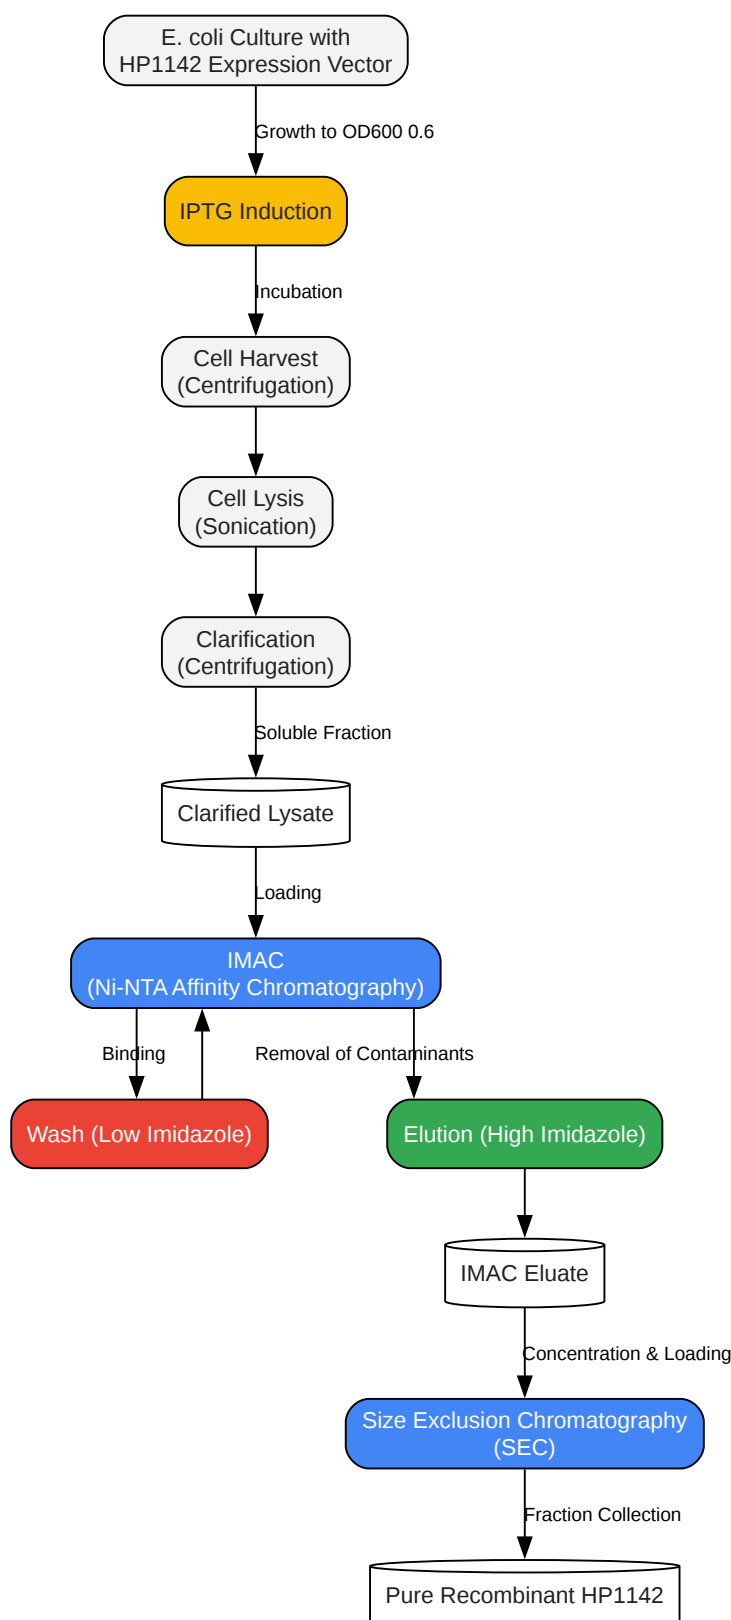 E. coli Culture with
HP1142 Expression Vector
Growth to OD600 0.6
IPTG Induction
Incubation
Cell Harvest
(Centrifugation)
Cell Lysis
(Sonication)
Clarification
(Centrifugation)
Soluble Fraction
Clarified Lysate
Loading
IMAC
(Ni-NTA Affinity Chromatography)
Binding
Removal of Contaminants
Wash (Low Imidazole)
Elution (High Imidazole)
IMAC Eluate
Concentration & Loading
Size Exclusion Chromatography
(SEC)
Fraction Collection
Pure Recombinant HP1142